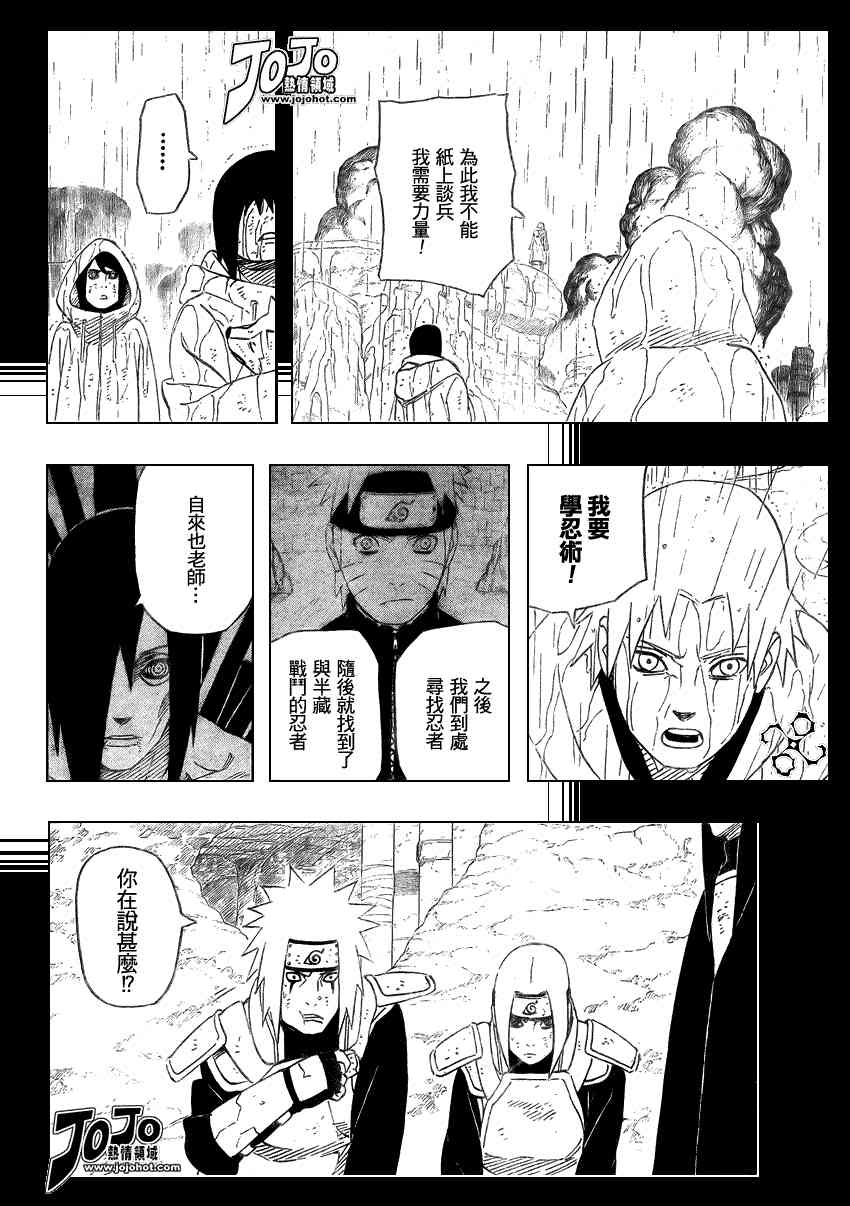 JOJO
熱情領域
www.jojohot.com
為此我不能
紙上談兵
我需要力量！
……
我要
學忍術！
之後
我們到處
尋找忍者
隨後就找到了
與半藏
戰鬥的忍者
自來也老師…
你在說甚麼!?
JOJO
熱情領域
www.jojohot.com